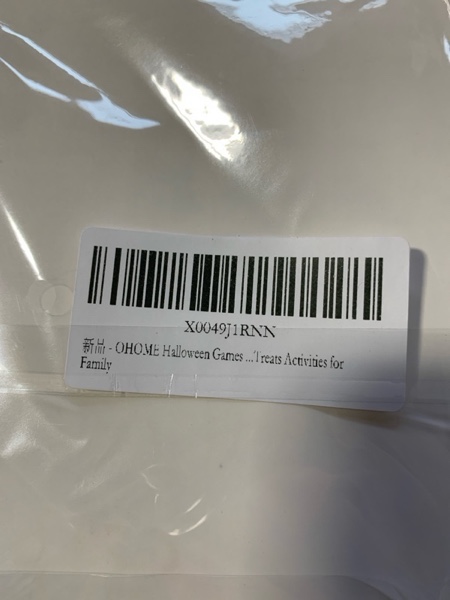 X0049J1RNN
新品 - OHOME Halloween Games ...Treats Activities for
Family